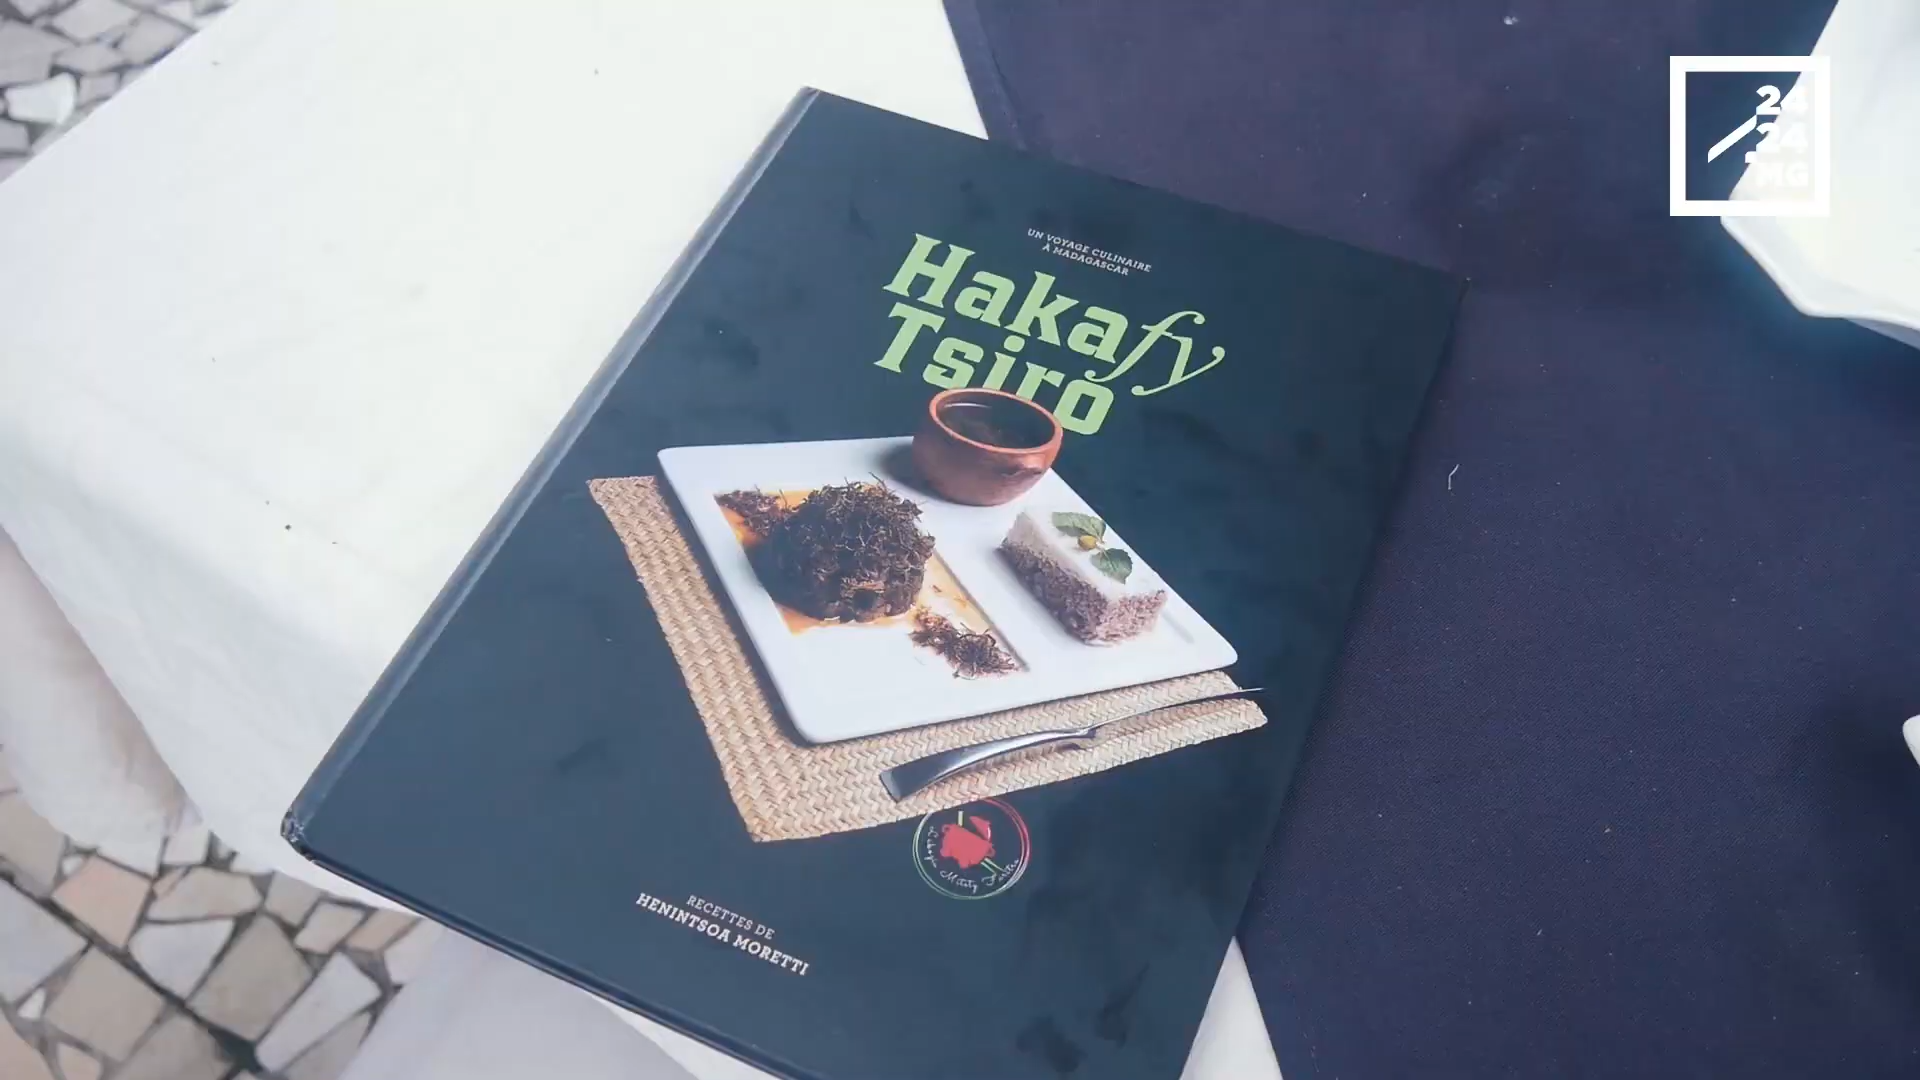 24
24
MG
UN VOYAGE CULINAIRE
À MADAGASCAR
Hakafy
Tsiro
RECETTES DE
HENINTSOA MORETTI